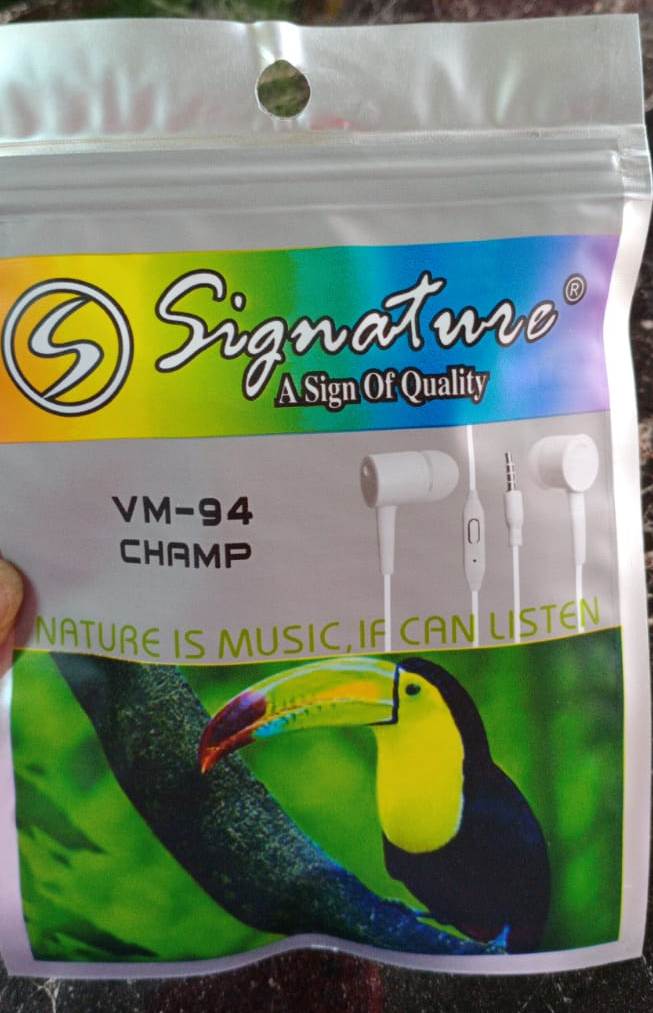 Signature®
A Sign Of Quality
VM-94
CHAMP
NATURE IS MUSIC, IF CAN LISTEN